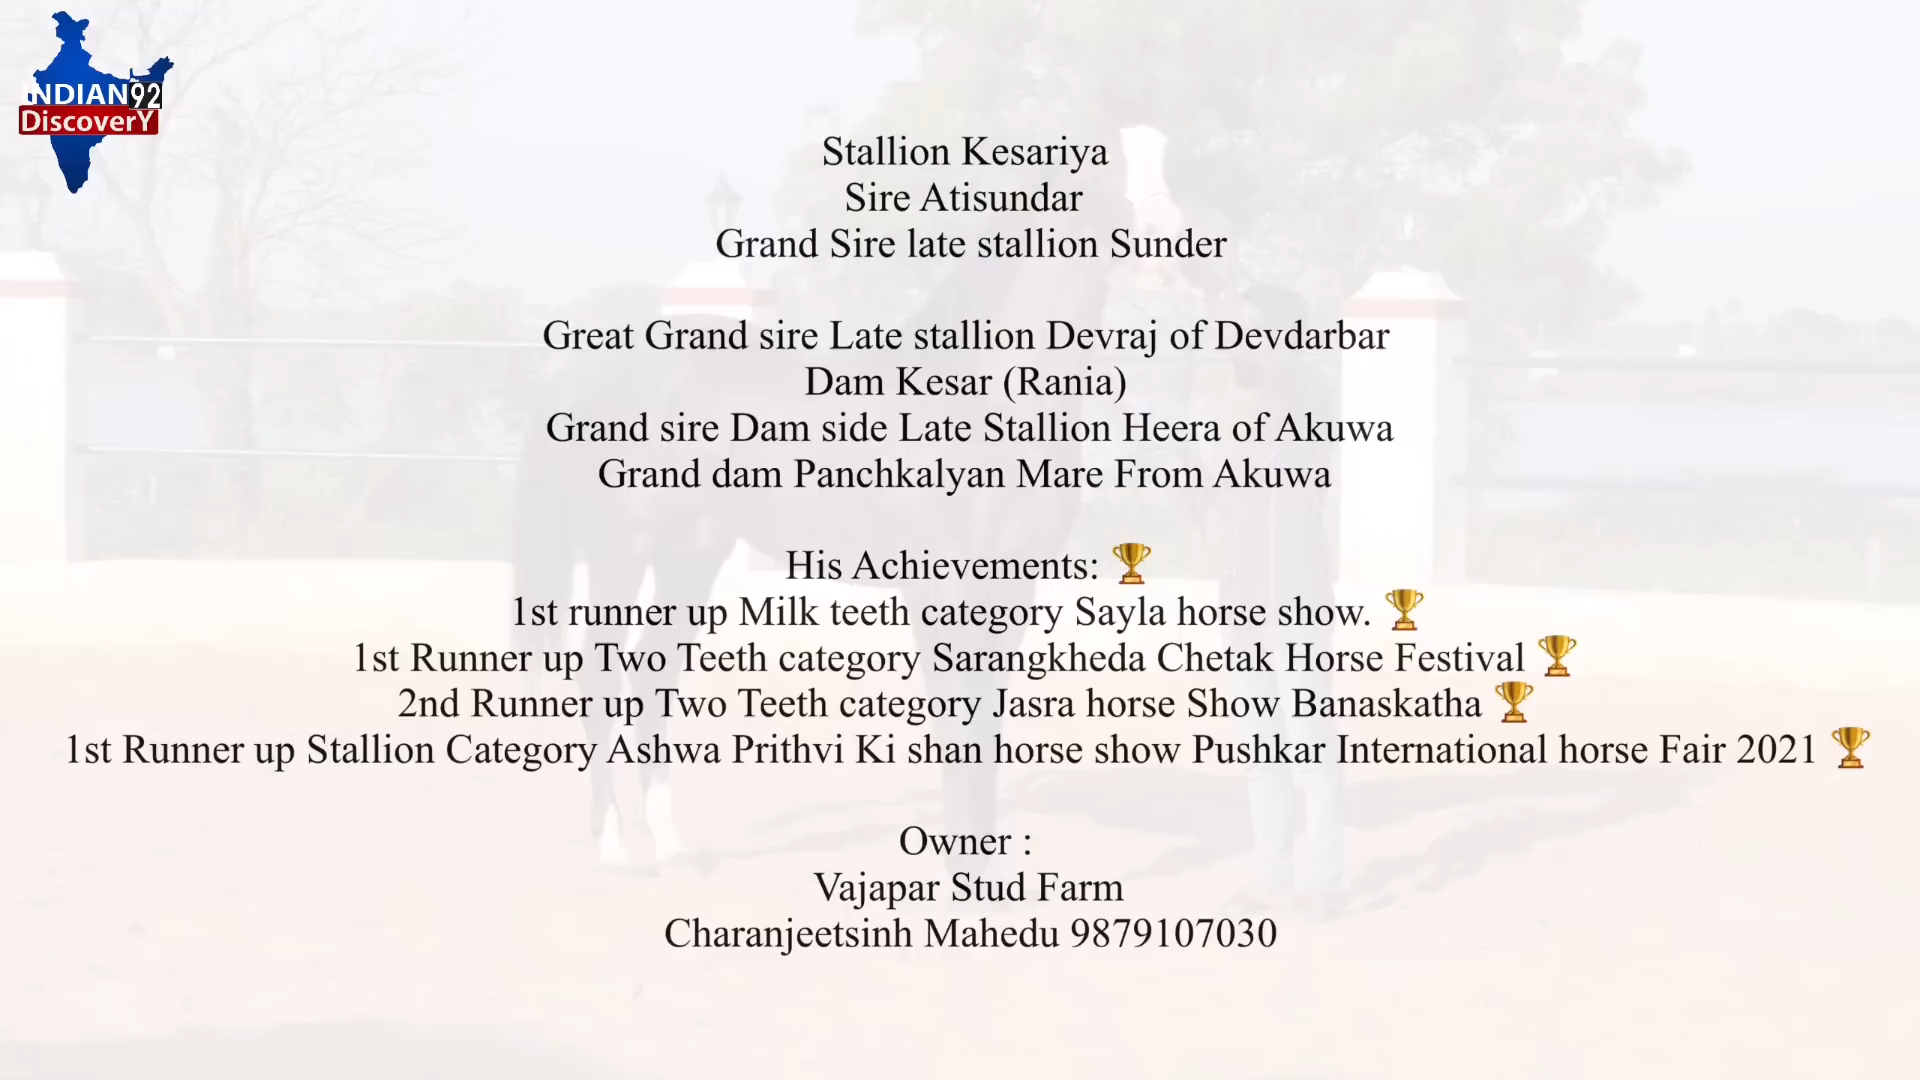 INDIAN92
DiscoverY
Stallion Kesariya
Sire Atisundar
Grand Sire late stallion Sunder
Great Grand sire Late stallion Devraj of Devdarbar
Dam Kesar (Rania)
Grand sire Dam side Late Stallion Heera of Akuwa
Grand dam Panchkalyan Mare From Akuwa
His Achievements: 🏆
1st runner up Milk teeth category Sayla horse show. 🏆
1st Runner up Two Teeth category Sarangkheda Chetak Horse Festival 🏆
2nd Runner up Two Teeth category Jasra horse Show Banaskatha 🏆
1st Runner up Stallion Category Ashwa Prithvi Ki shan horse show Pushkar International horse Fair 2021 🏆
Owner :
Vajapar Stud Farm
Charanjeetsinh Mahedu 9879107030